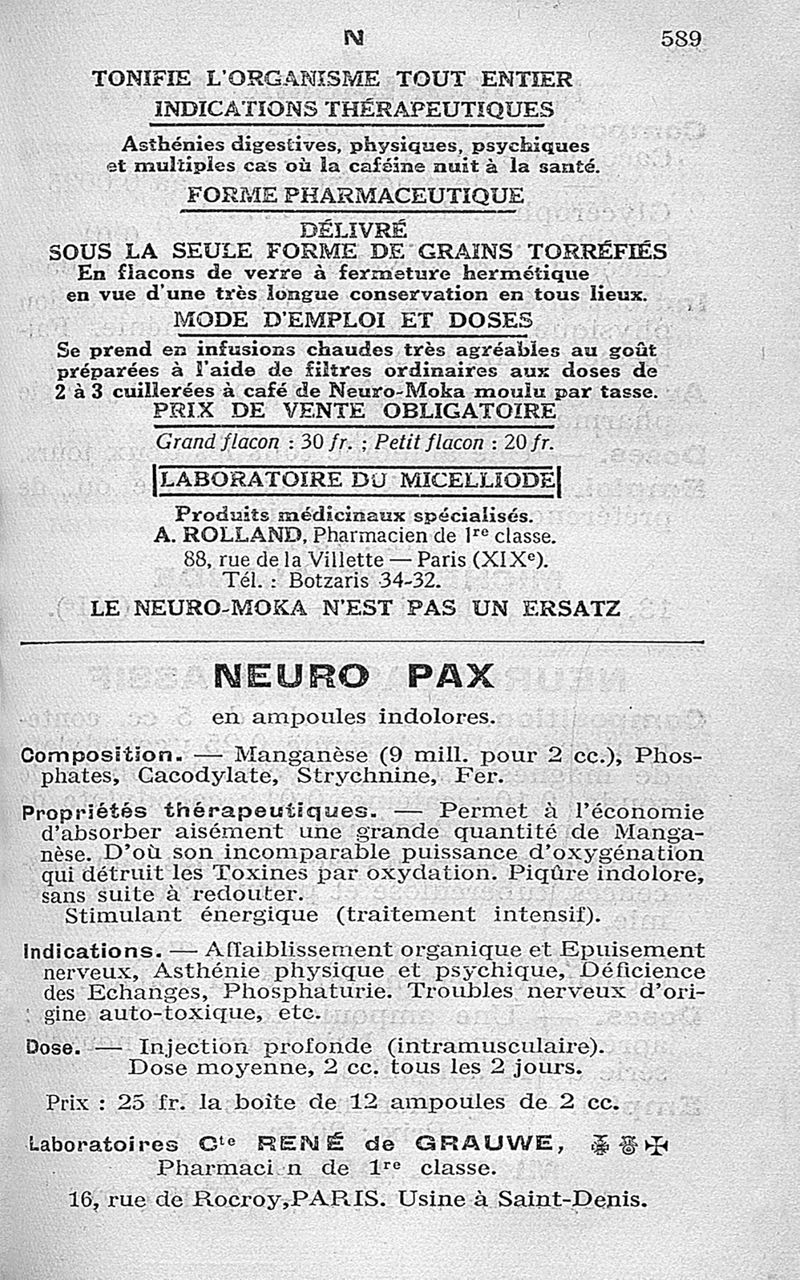 N 589
TONIFIE L'ORGANISME TOUT ENTIER
INDICATIONS THÉRAPEUTIQUES
Asthénies digestives, physiques, psychiques
et multiples cas où la caféine nuit à la santé.
FORME PHARMACEUTIQUE
DÉLIVRÉ
SOUS LA SEULE FORME DE GRAINS TORRÉFIÉS
En flacons de verre à fermeture hermétique
en vue d'une très longue conservation en tous lieux.
MODE D'EMPLOI ET DOSES
Se prend en infusions chaudes très agréables au goût
préparées à l'aide de filtres ordinaires aux doses de
2 à 3 cuillerées à café de Neuro-Moka moulu par tasse.
PRIX DE VENTE OBLIGATOIRE
Grand flacon : 30 fr. ; Petit flacon : 20 fr.
LABORATOIRE DU MICELLIODE
Produits médicinaux spécialisés.
A. ROLLAND, Pharmacien de 1re classe.
88, rue de la Villette — Paris (XIXe).
Tél. : Botzaris 34-32.
LE NEURO-MOKA N'EST PAS UN ERSATZ
NEURO PAX
en ampoules indolores.
Composition. — Manganèse (9 mill. pour 2 cc.), Phos-
phates, Cacodylate, Strychnine, Fer.
Propriétés thérapeutiques. — Permet à l'économie
d'absorber aisément une grande quantité de Manga-
nèse. D'où son incomparable puissance d'oxygénation
qui détruit les Toxines par oxydation. Piqûre indolore,
sans suite à redouter.
Stimulant énergique (traitement intensif).
Indications. — Affaiblissement organique et Epuisement
nerveux, Asthénie physique et psychique, Déficience
des Echanges, Phosphaturie. Troubles nerveux d'ori-
gine auto-toxique, etc.
Dose. — Injection profonde (intramusculaire).
Dose moyenne, 2 cc. tous les 2 jours.
Prix : 25 fr. la boîte de 12 ampoules de 2 cc.
Laboratoires Cte RENÉ de GRAUWE,
Pharmaci n de 1re classe.
16, rue de Rocroy, PARIS. Usine à Saint-Denis.